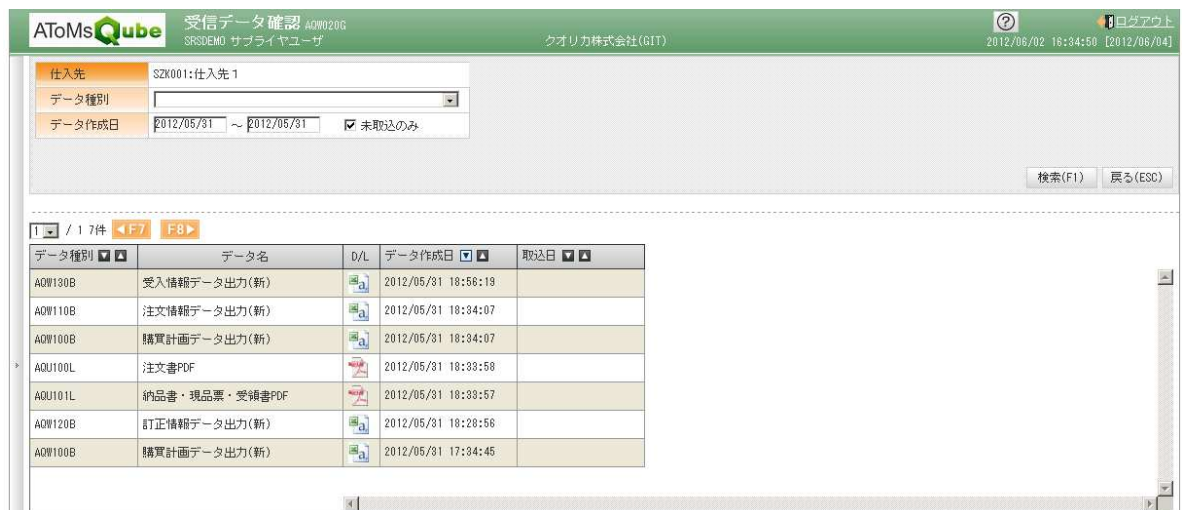 AToMsQube 受信データ確認 AQW020G ? ログアウト
SRSDEMO サプライヤユーザ クオリカ株式会社(GIT) 2012/06/02 16:34:50 [2012/06/04]
仕入先 SZK001:仕入先1
データ種別
データ作成日 2012/05/31 ～ 2012/05/31 未取込のみ
検索(F1) 戻る(ESC)
1 / 1 7件 ◀F7 F8▶
データ種別 ▼ ▲ データ名 D/L データ作成日 ▼ ▲ 取込日 ▼ ▲
AQW130B 受入情報データ出力(新) 2012/05/31 18:56:19
AQW110B 注文情報データ出力(新) 2012/05/31 18:34:07
AQW100B 購買計画データ出力(新) 2012/05/31 18:34:07
AQU100L 注文書PDF 2012/05/31 18:33:58
AQU101L 納品書・現品票・受領書PDF 2012/05/31 18:33:57
AQW120B 訂正情報データ出力(新) 2012/05/31 18:28:56
AQW100B 購買計画データ出力(新) 2012/05/31 17:34:45